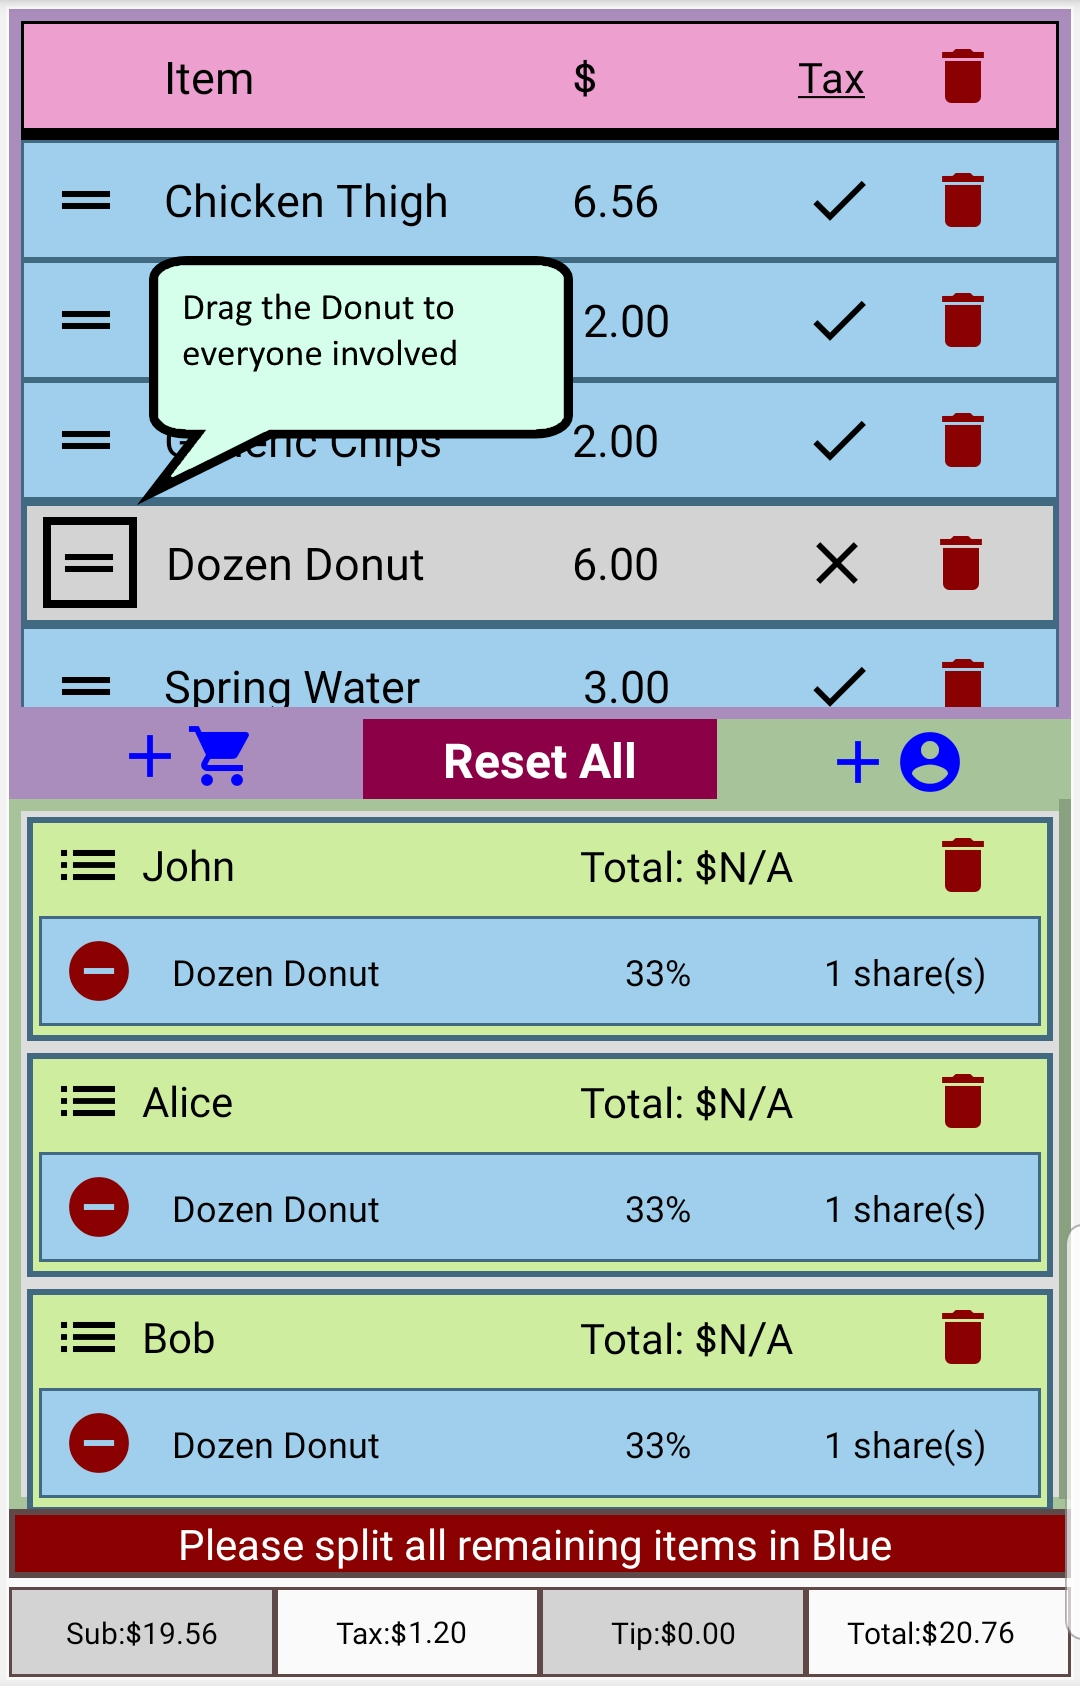 Item $ Tax
Chicken Thigh 6.56
Drag the Donut to
everyone involved
2.00
Chips 2.00
Dozen Donut 6.00
Spring Water 3.00
Reset All
John Total: $N/A
Dozen Donut 33% 1 share(s)
Alice Total: $N/A
Dozen Donut 33% 1 share(s)
Bob Total: $N/A
Dozen Donut 33% 1 share(s)
Please split all remaining items in Blue
Sub:$19.56 Tax:$1.20 Tip:$0.00 Total:$20.76